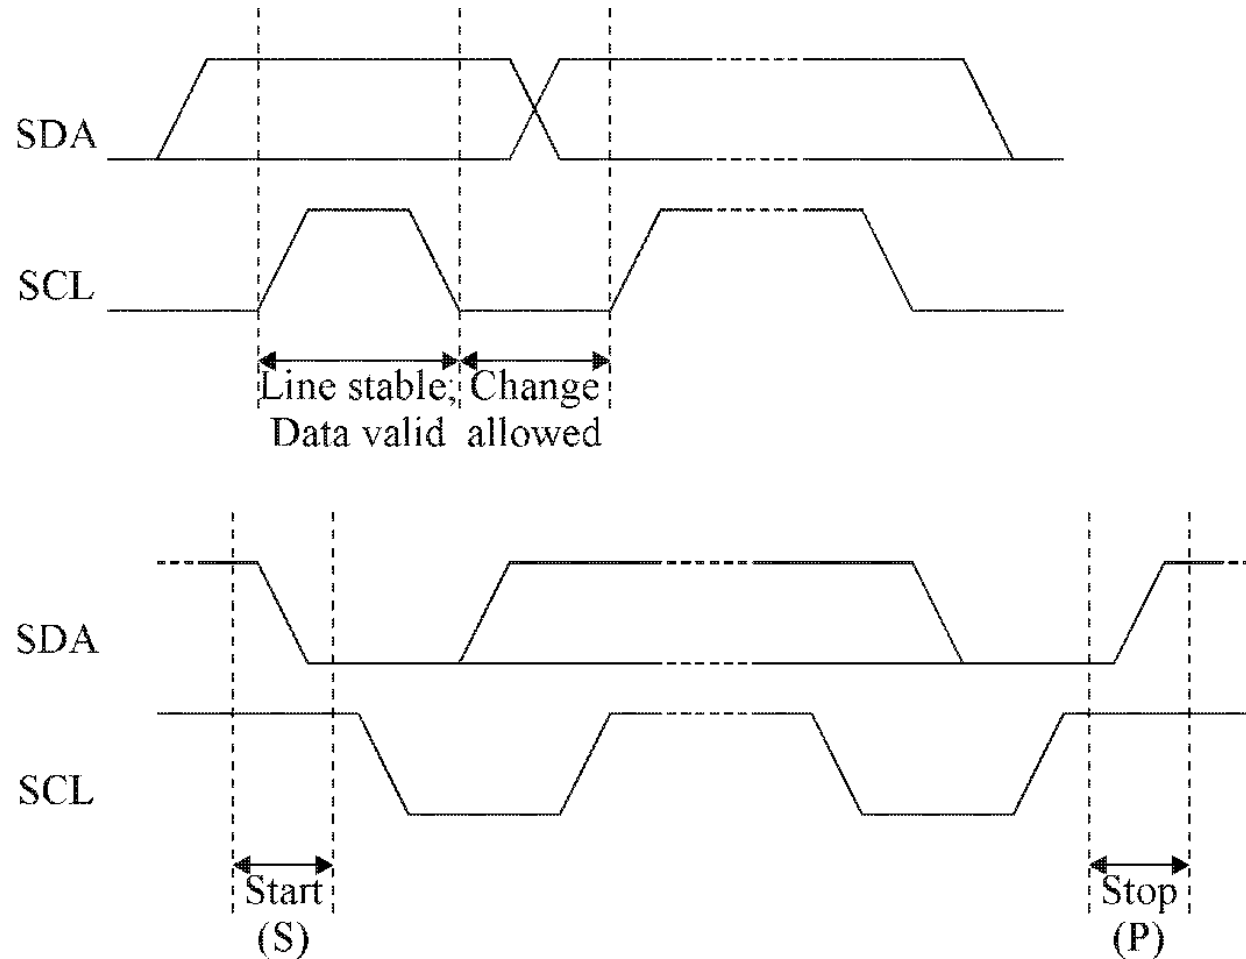 SDA
SCL
Line stable; Change
Data valid allowed
SDA
SCL
Start
(S)
Stop
(P)